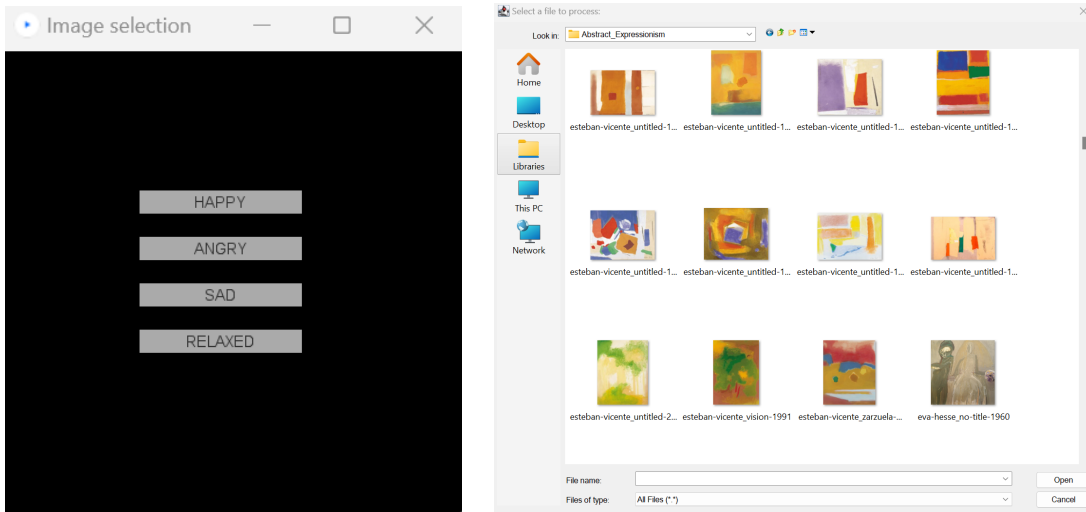 Image selection
HAPPY
ANGRY
SAD
RELAXED
Select a file to process:
Look in: Abstract_Expressionism
Home
Desktop
Libraries
This PC
Network
esteban-vicente_untitled-1... esteban-vicente_untitled-1... esteban-vicente_untitled-1... esteban-vicente_untitled-1...
esteban-vicente_untitled-1... esteban-vicente_untitled-1... esteban-vicente_untitled-1... esteban-vicente_untitled-1...
esteban-vicente_untitled-2... esteban-vicente_vision-1991 esteban-vicente_zarzuela-... eva-hesse_no-title-1960
File name:
Open
Files of type: All Files (*.*)
Cancel